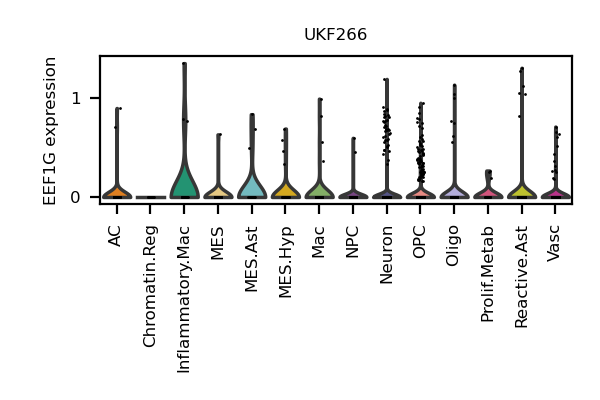 UKF266
EEF1G expression
1
0
AC
Chromatin.Reg
Inflammatory.Mac
MES
MES.Ast
MES.Hyp
Mac
NPC
Neuron
OPC
Oligo
Prolif.Metab
Reactive.Ast
Vasc